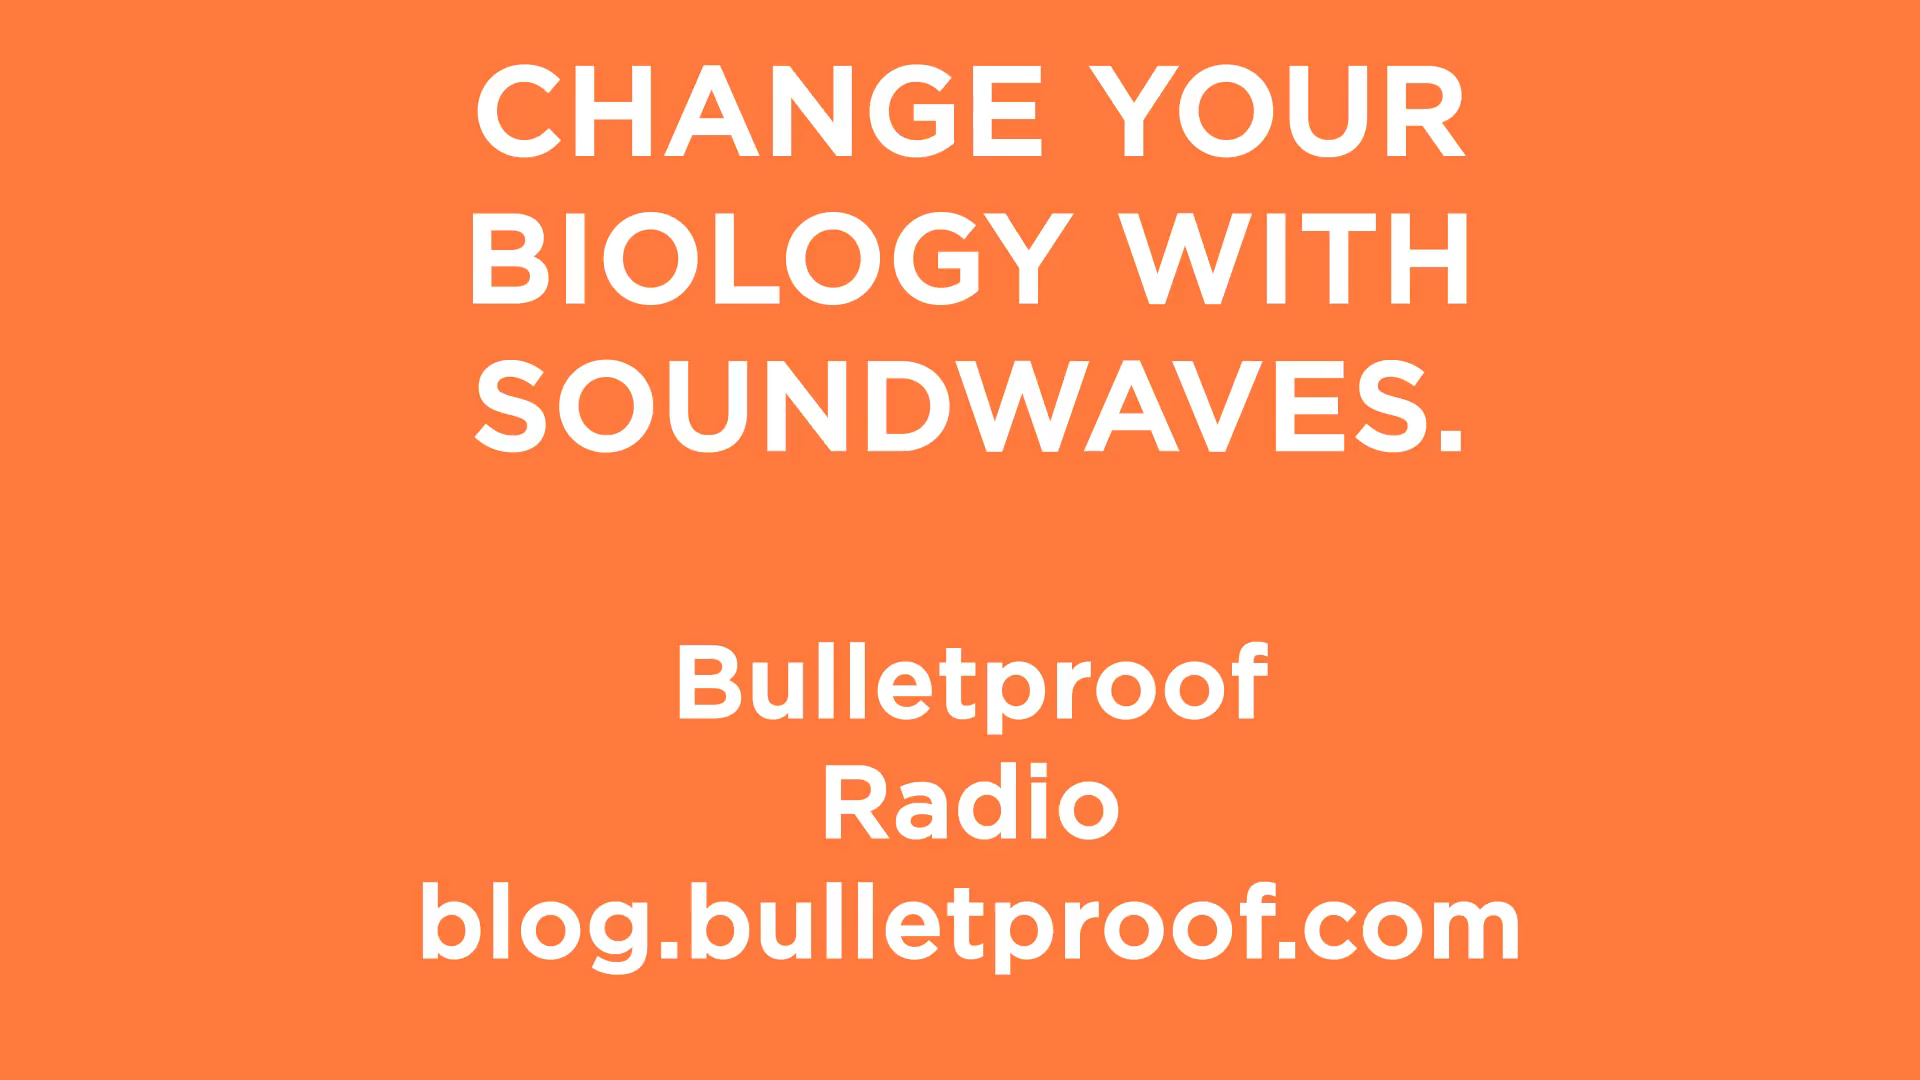 CHANGE YOUR
BIOLOGY WITH
SOUNDWAVES.
Bulletproof
Radio
blog.bulletproof.com